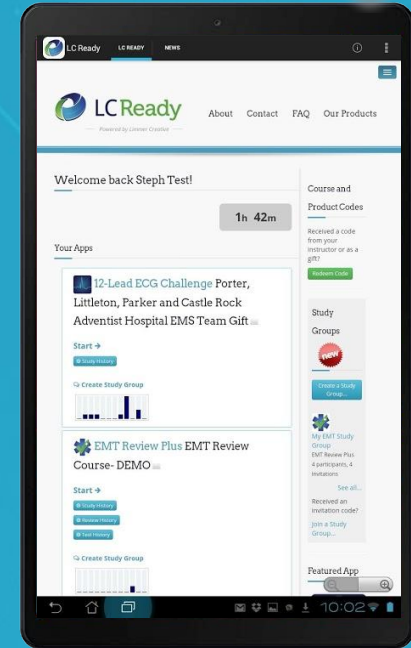 LC Ready
LC READY
NEWS
LCReady
Powered by Limmer Creative
About
Contact
FAQ
Our Products
Welcome back Steph Test!
1h 42m
Your Apps
12-Lead ECG Challenge Porter,
Littleton, Parker and Castle Rock
Adventist Hospital EMS Team Gift
Start →
Study History
Create Study Group
EMT Review Plus EMT Review
Course- DEMO
Start →
Study History
Review History
Test History
Create Study Group
Course and
Product Codes
Received a code
from your
instructor or as a
gift?
Redeem Code
Study
Groups
new
Create a Study
Group...
My EMT Study
Group
EMT Review Plus
4 participants, 4
invitations
See all...
Received an
invitation code?
Join a Study
Group...
Featured App
10:02